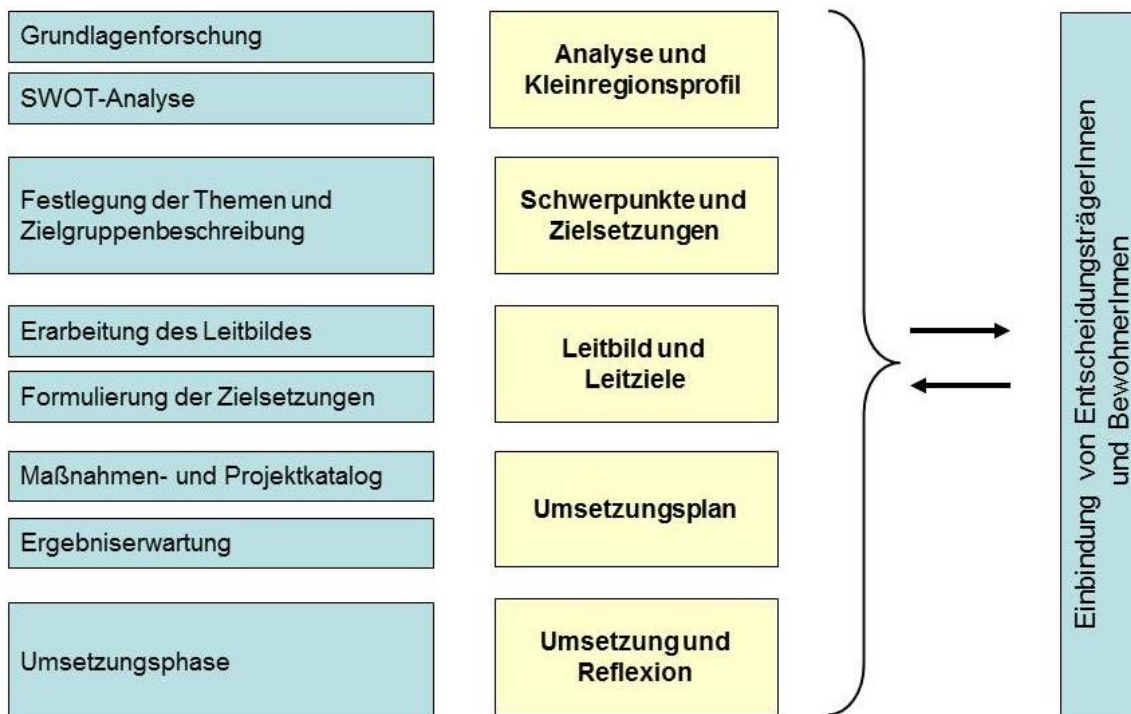 Grundlagenforschung
SWOT-Analyse
Analyse und
Kleinregionsprofil
Festlegung der Themen und
Zielgruppenbeschreibung
Schwerpunkte und
Zielsetzungen
Erarbeitung des Leitbildes
Formulierung der Zielsetzungen
Leitbild und
Leitziele
Maßnahmen- und Projektkatalog
Ergebniserwartung
Umsetzungsplan
Umsetzungsphase
Umsetzung und
Reflexion
Einbindung von EntscheidungsträgerInnen
und BewohnerInnen